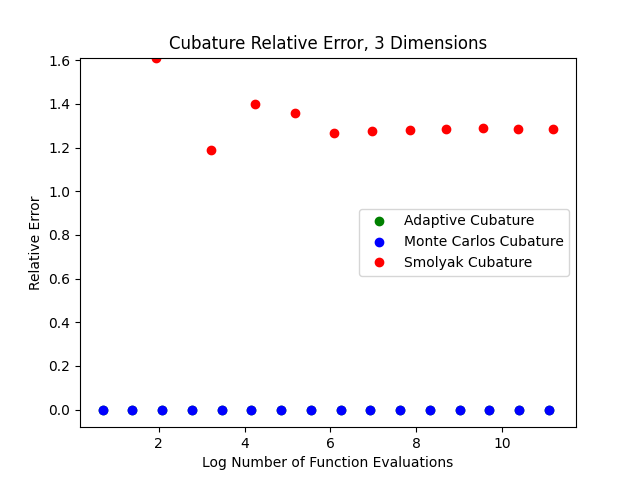 Cubature Relative Error, 3 Dimensions
1.6
1.4
1.2
1.0
0.8
0.6
0.4
0.2
0.0
Relative Error
Adaptive Cubature
Monte Carlos Cubature
Smolyak Cubature
2 4 6 8 10
Log Number of Function Evaluations